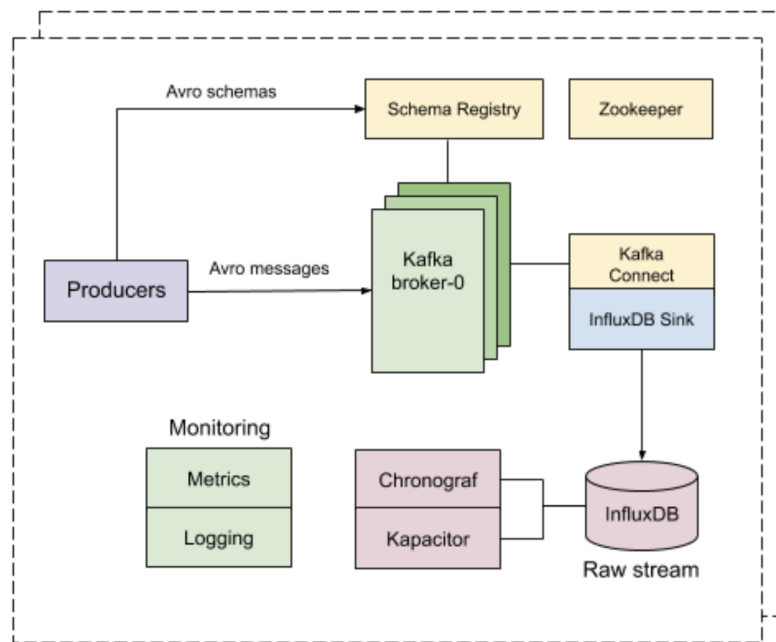 Avro schemas
Schema Registry
Zookeeper
Producers
Avro messages
Kafka
broker-0
Kafka
Connect
InfluxDB Sink
Monitoring
Metrics
Logging
Chronograf
Kapacitor
InfluxDB
Raw stream